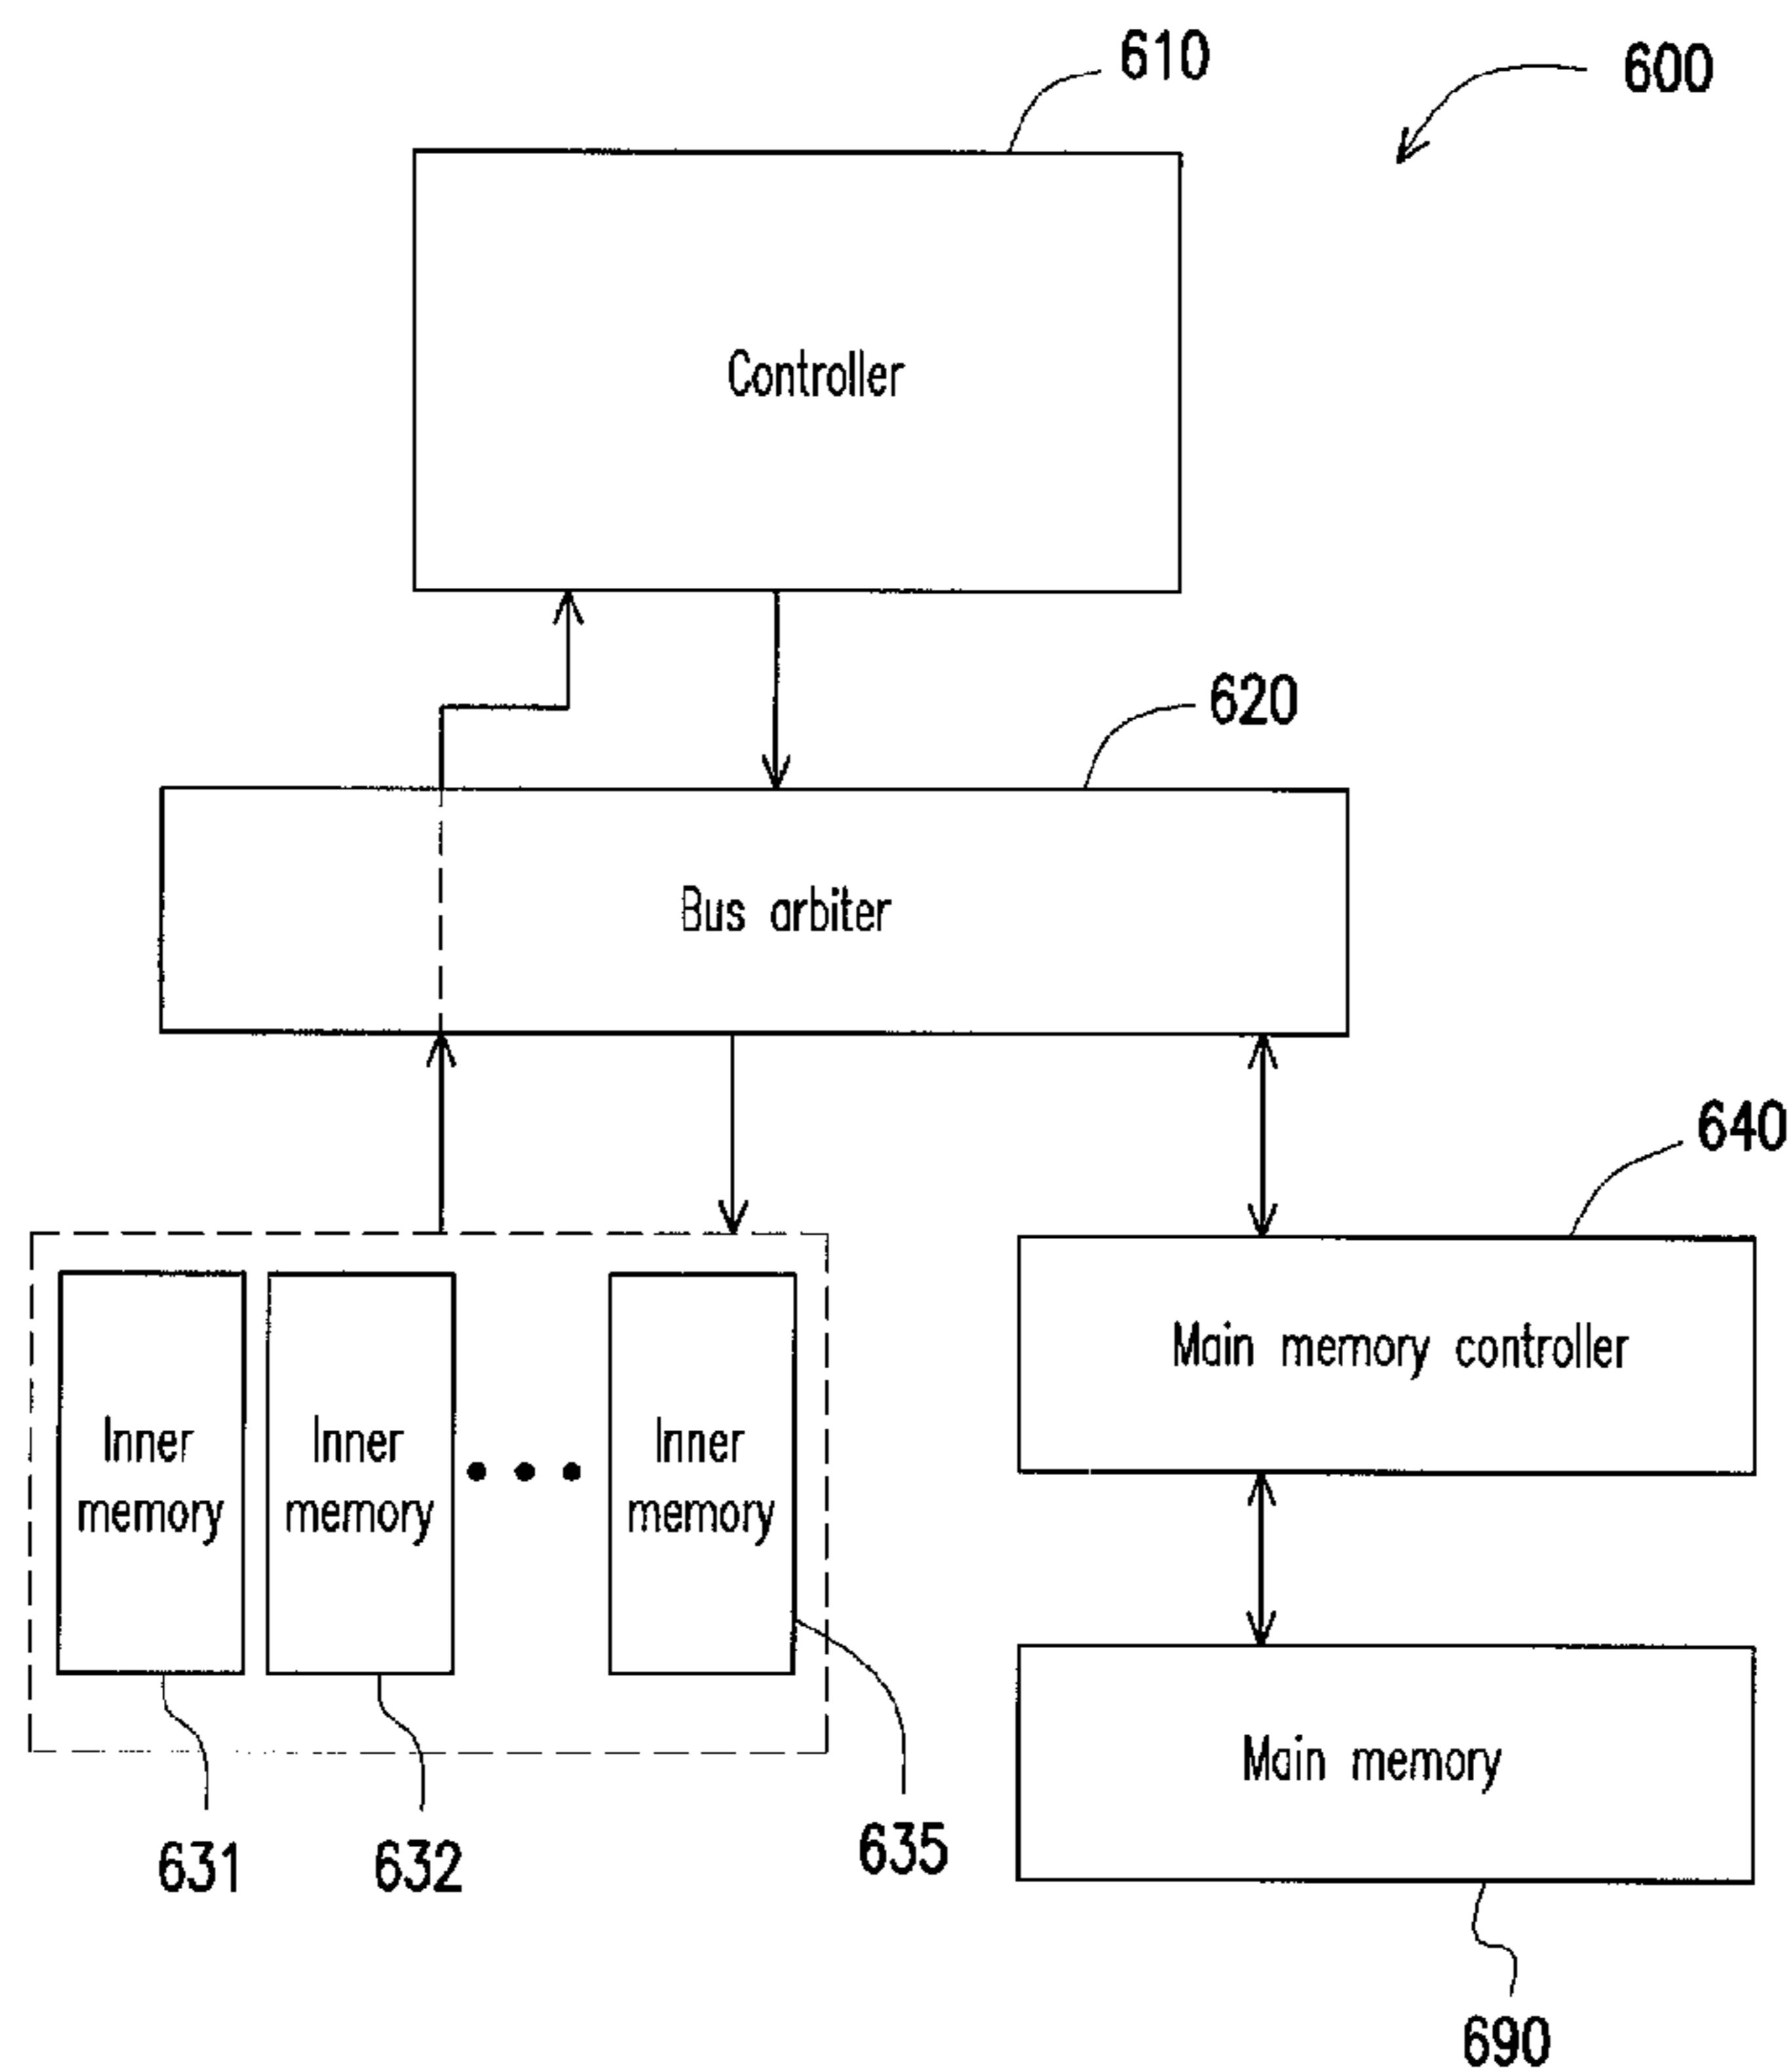 610
600
Controller
620
Bus arbiter
640
Main memory controller
Inner
memory
Inner
memory
Inner
memory
Main memory
631
632
635
690